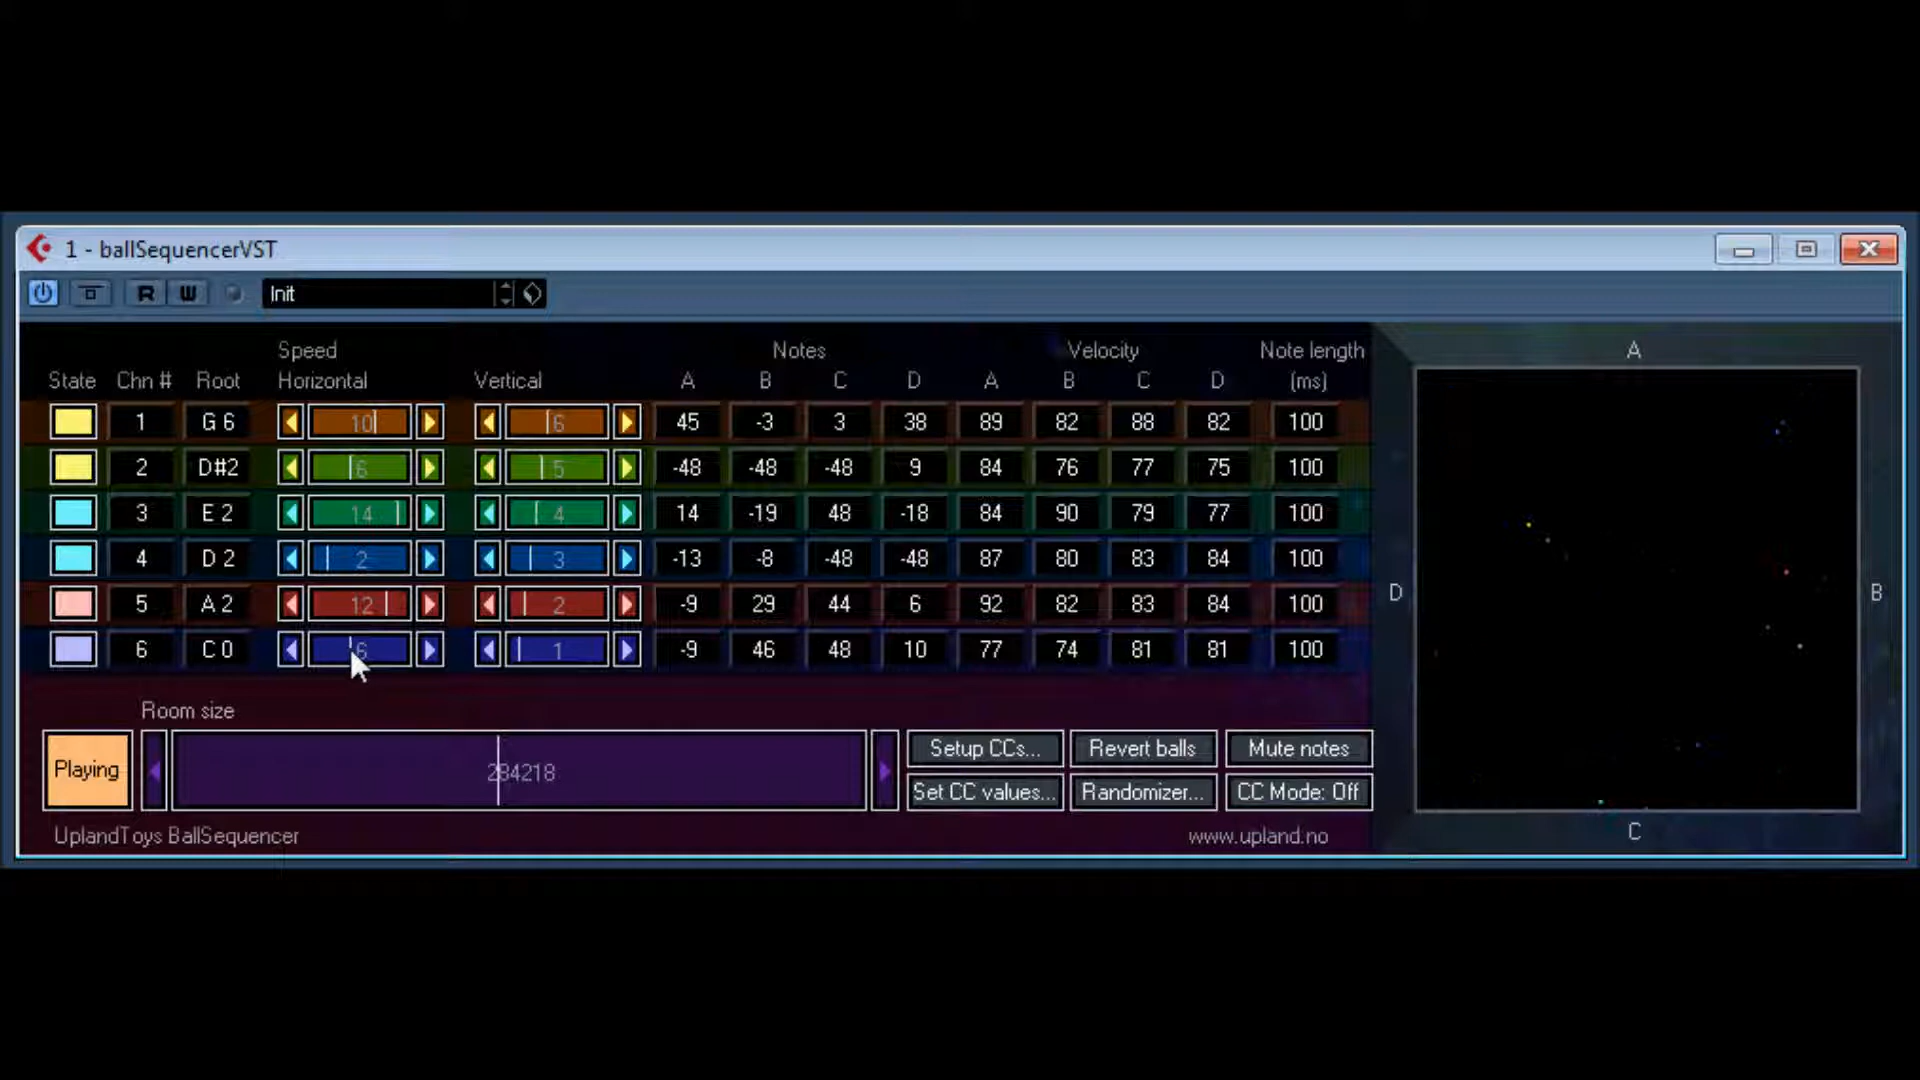 1 - ballSequencerVST
R W Init
Speed Notes Velocity Note length
State Chn # Root Horizontal Vertical A B C D A B C D (ms)
1 G 6 10 6 45 -3 3 38 89 82 88 82 100
2 D#2 6 5 -48 -48 -48 9 84 76 77 75 100
3 E 2 14 4 14 -19 48 -18 84 90 79 77 100
4 D 2 2 3 -13 -8 -48 -48 87 80 83 84 100
5 A 2 12 2 -9 29 44 6 92 82 83 84 100
6 C 0 6 1 -9 46 48 10 77 74 81 81 100
A
D
B
C
Room size
Playing
284218
Setup CCs... Revert balls Mute notes
Set CC values... Randomizer... CC Mode: Off
UplandToys BallSequencer www.upland.no